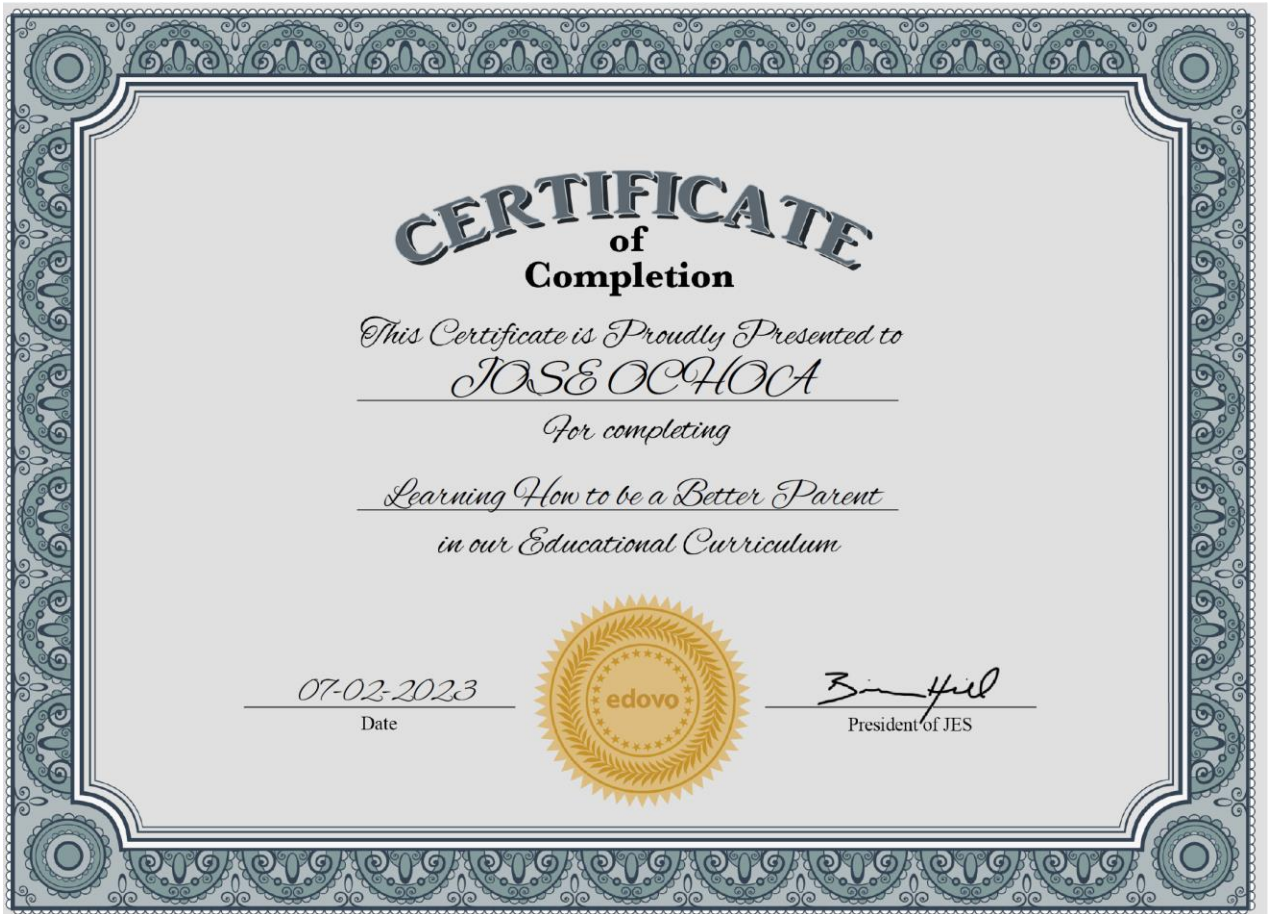 CERTIFICATE
of
Completion
This Certificate is Proudly Presented to
JOSE OCHOA
For completing
Learning How to be a Better Parent
in our Educational Curriculum
07-02-2023
Date
edovo
President of JES